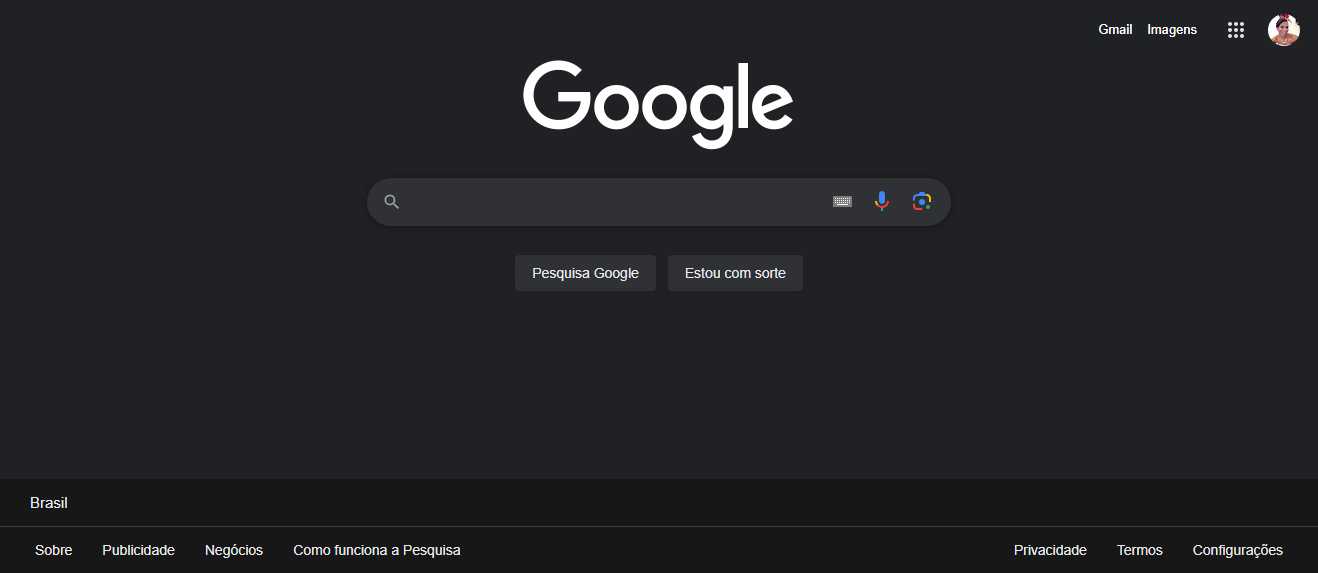 Gmail Imagens
Google
Pesquisa Google Estou com sorte
Brasil
Sobre Publicidade Negócios Como funciona a Pesquisa Privacidade Termos Configurações